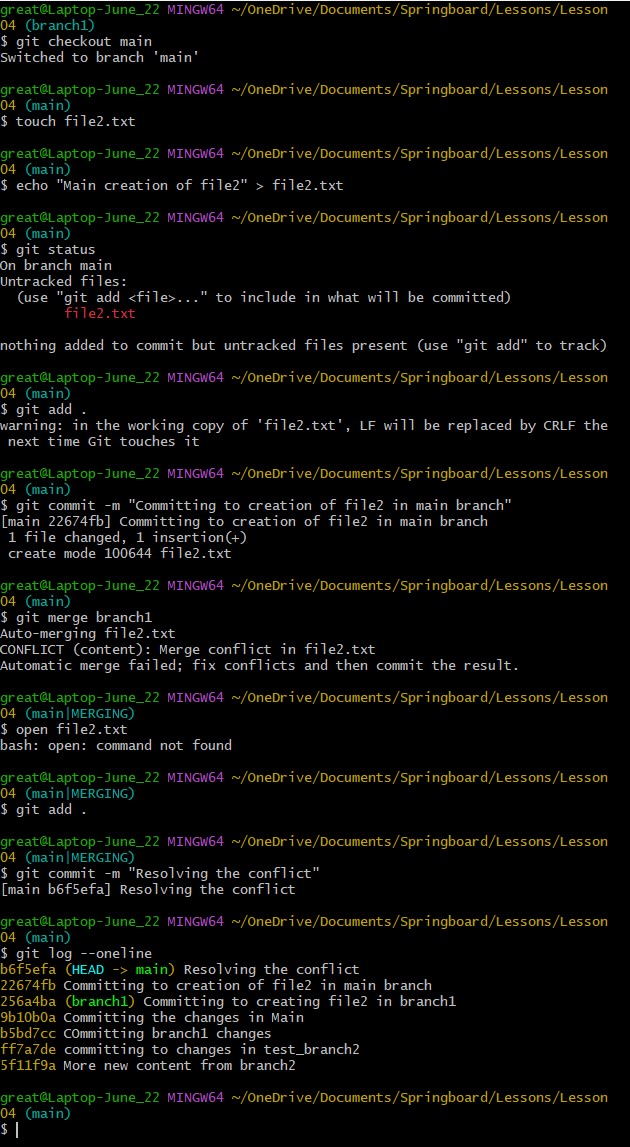 great@Laptop-June_22 MINGW64 ~/OneDrive/Documents/Springboard/Lessons/Lesson
04 (branch1)
$ git checkout main
Switched to branch 'main'
great@Laptop-June_22 MINGW64 ~/OneDrive/Documents/Springboard/Lessons/Lesson
04 (main)
$ touch file2.txt
great@Laptop-June_22 MINGW64 ~/OneDrive/Documents/Springboard/Lessons/Lesson
04 (main)
$ echo "Main creation of file2" > file2.txt
great@Laptop-June_22 MINGW64 ~/OneDrive/Documents/Springboard/Lessons/Lesson
04 (main)
$ git status
On branch main
Untracked files:
  (use "git add <file>..." to include in what will be committed)
        file2.txt
nothing added to commit but untracked files present (use "git add" to track)
great@Laptop-June_22 MINGW64 ~/OneDrive/Documents/Springboard/Lessons/Lesson
04 (main)
$ git add .
warning: in the working copy of 'file2.txt', LF will be replaced by CRLF the
 next time Git touches it
great@Laptop-June_22 MINGW64 ~/OneDrive/Documents/Springboard/Lessons/Lesson
04 (main)
$ git commit -m "Committing to creation of file2 in main branch"
[main 22674fb] Committing to creation of file2 in main branch
 1 file changed, 1 insertion(+)
 create mode 100644 file2.txt
great@Laptop-June_22 MINGW64 ~/OneDrive/Documents/Springboard/Lessons/Lesson
04 (main)
$ git merge branch1
Auto-merging file2.txt
CONFLICT (content): Merge conflict in file2.txt
Automatic merge failed; fix conflicts and then commit the result.
great@Laptop-June_22 MINGW64 ~/OneDrive/Documents/Springboard/Lessons/Lesson
04 (main|MERGING)
$ open file2.txt
bash: open: command not found
great@Laptop-June_22 MINGW64 ~/OneDrive/Documents/Springboard/Lessons/Lesson
04 (main|MERGING)
$ git add .
great@Laptop-June_22 MINGW64 ~/OneDrive/Documents/Springboard/Lessons/Lesson
04 (main|MERGING)
$ git commit -m "Resolving the conflict"
[main b6f5efa] Resolving the conflict
great@Laptop-June_22 MINGW64 ~/OneDrive/Documents/Springboard/Lessons/Lesson
04 (main)
$ git log --oneline
b6f5efa (HEAD -> main) Resolving the conflict
22674fb Committing to creation of file2 in main branch
256a4ba (branch1) Committing to creating file2 in branch1
9b10b0a Committing the changes in Main
b5bd7cc COmmitting branch1 changes
ff7a7de committing to changes in test_branch2
5f11f9a More new content from branch2
great@Laptop-June_22 MINGW64 ~/OneDrive/Documents/Springboard/Lessons/Lesson
04 (main)
$